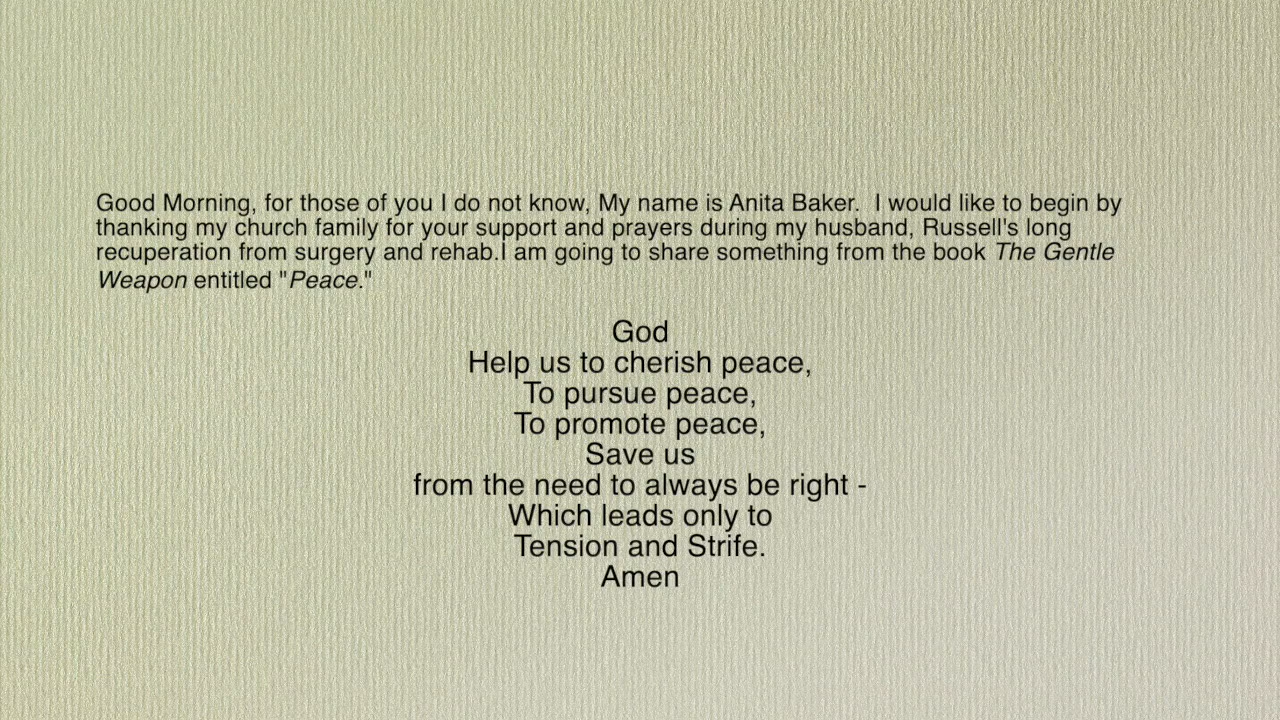 Good Morning, for those of you I do not know, My name is Anita Baker.  I would like to begin by
thanking my church family for your support and prayers during my husband, Russell's long
recuperation from surgery and rehab.I am going to share something from the book The Gentle
Weapon entitled "Peace."
God
Help us to cherish peace,
To pursue peace,
To promote peace,
Save us
from the need to always be right -
Which leads only to
Tension and Strife.
Amen